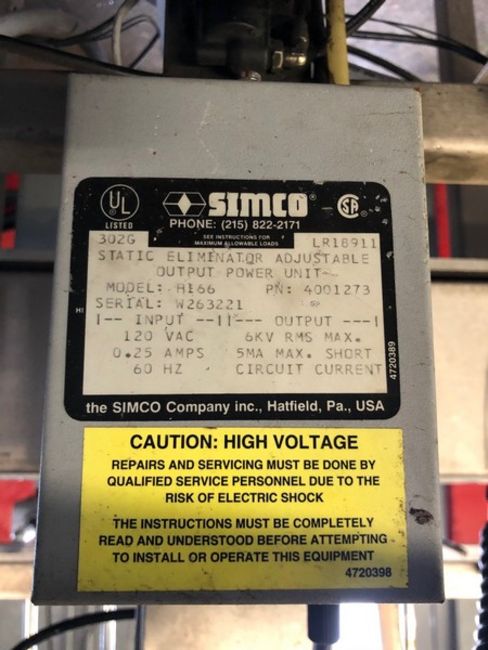 UL
LISTED
SIMCO®
PHONE: (215) 822-2171
SA
302G
SEE INSTRUCTIONS FOR
MAXIMUM ALLOWABLE LOADS
LR18911
STATIC ELIMINATOR ADJUSTABLE
OUTPUT POWER UNIT
MODEL: H166 PN: 4001273
SERIAL: W263221
|-- INPUT --||--- OUTPUT ---|
120 VAC 6KV RMS MAX.
0.25 AMPS 5MA MAX. SHORT
60 HZ CIRCUIT CURRENT
4720389
the SIMCO Company inc., Hatfield, Pa., USA
CAUTION: HIGH VOLTAGE
REPAIRS AND SERVICING MUST BE DONE BY
QUALIFIED SERVICE PERSONNEL DUE TO THE
RISK OF ELECTRIC SHOCK
THE INSTRUCTIONS MUST BE COMPLETELY
READ AND UNDERSTOOD BEFORE ATTEMPTING
TO INSTALL OR OPERATE THIS EQUIPMENT
4720398